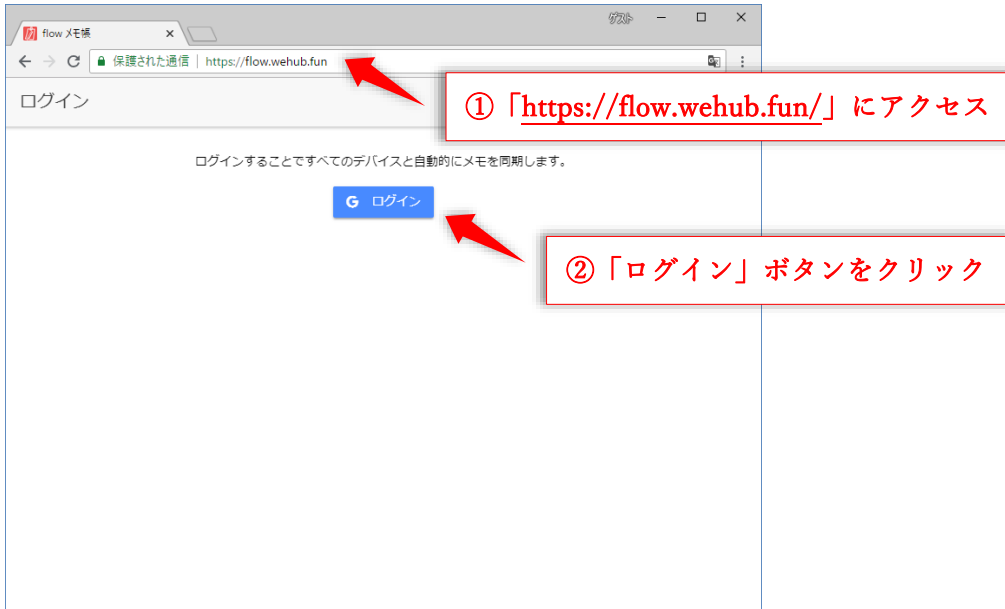 ゲスト
flow メモ帳
保護された通信 | https://flow.wehub.fun
①「https://flow.wehub.fun/」にアクセス
ログイン
ログインすることですべてのデバイスと自動的にメモを同期します。
G ログイン
②「ログイン」ボタンをクリック